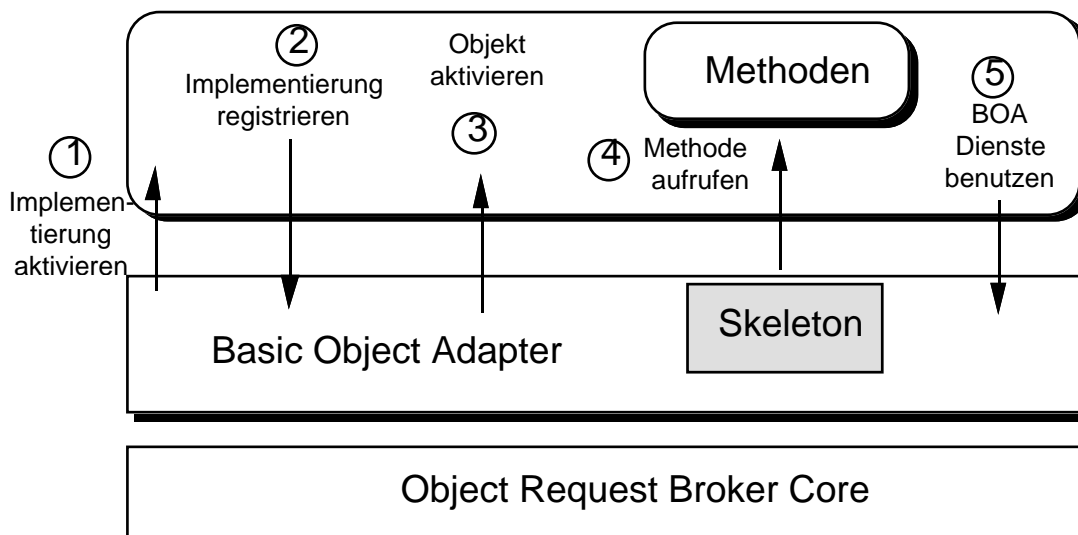 1
Implemen-
tierung
aktivieren
2
Implementierung
registrieren
Objekt
aktivieren
3
4
Methode
aufrufen
Methoden
5
BOA
Dienste
benutzen
Basic Object Adapter
Skeleton
Object Request Broker Core